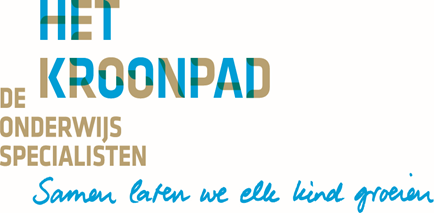 HET
KROONPAD
DE
ONDERWIJS
SPECIALISTEN
Samen laten we elk kind groeien